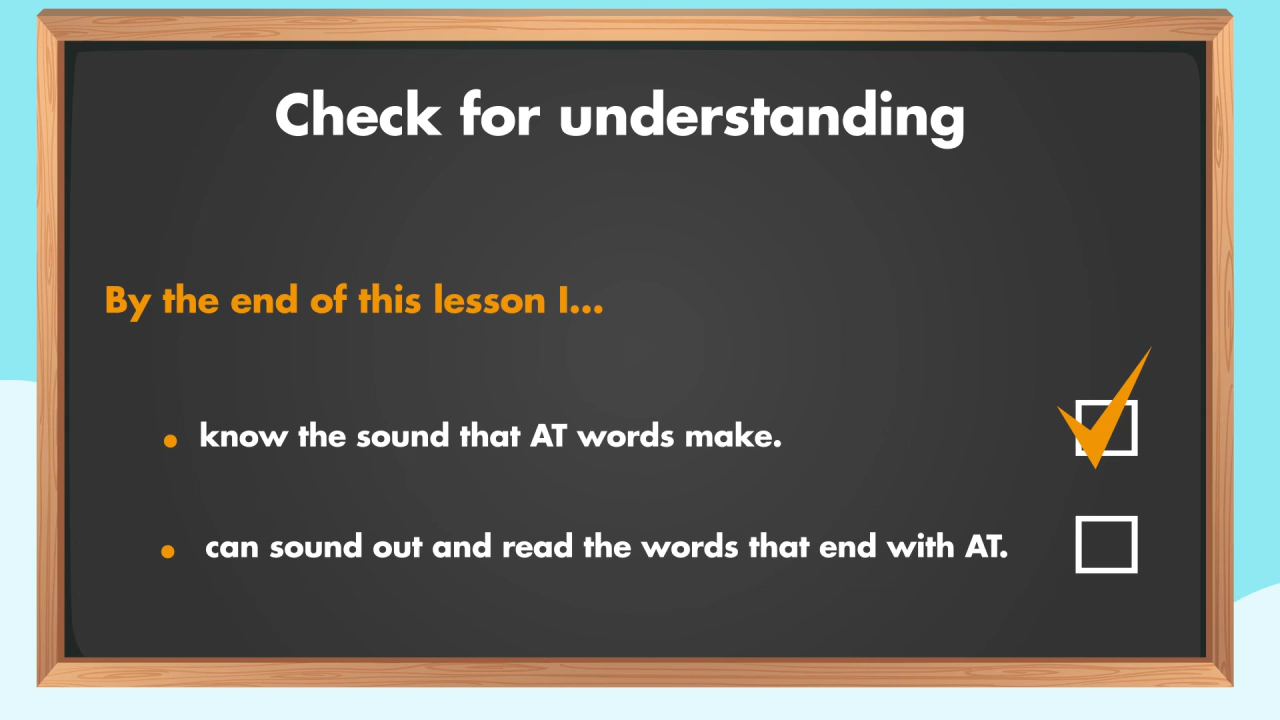 Check for understanding
By the end of this lesson I...
• know the sound that AT words make.
• can sound out and read the words that end with AT.